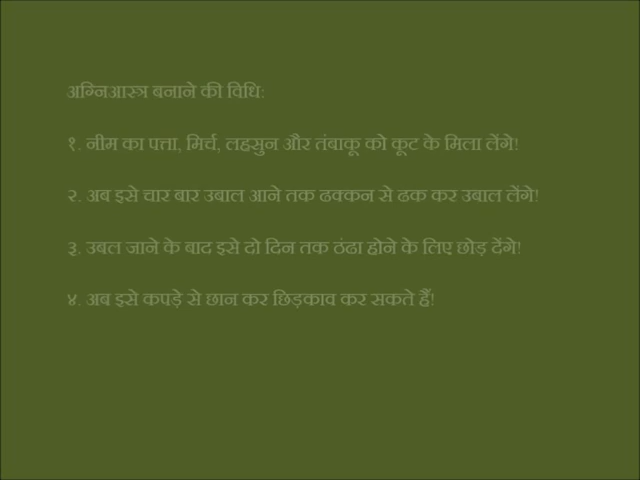 अग्निआस्त्र बनाने की विधि:
१. नीम का पत्ता, मिर्च, लहसुन और तंबाकू को कूट के मिला लेंगे!
२. अब इसे चार बार उबाल आने तक ढक्कन से ढक कर उबाल लेंगे!
३. उबल जाने के बाद इसे दो दिन तक ठंढा होने के लिए छोड़ देंगे!
४. अब इसे कपड़े से छान कर छिड़काव कर सकते हैं!